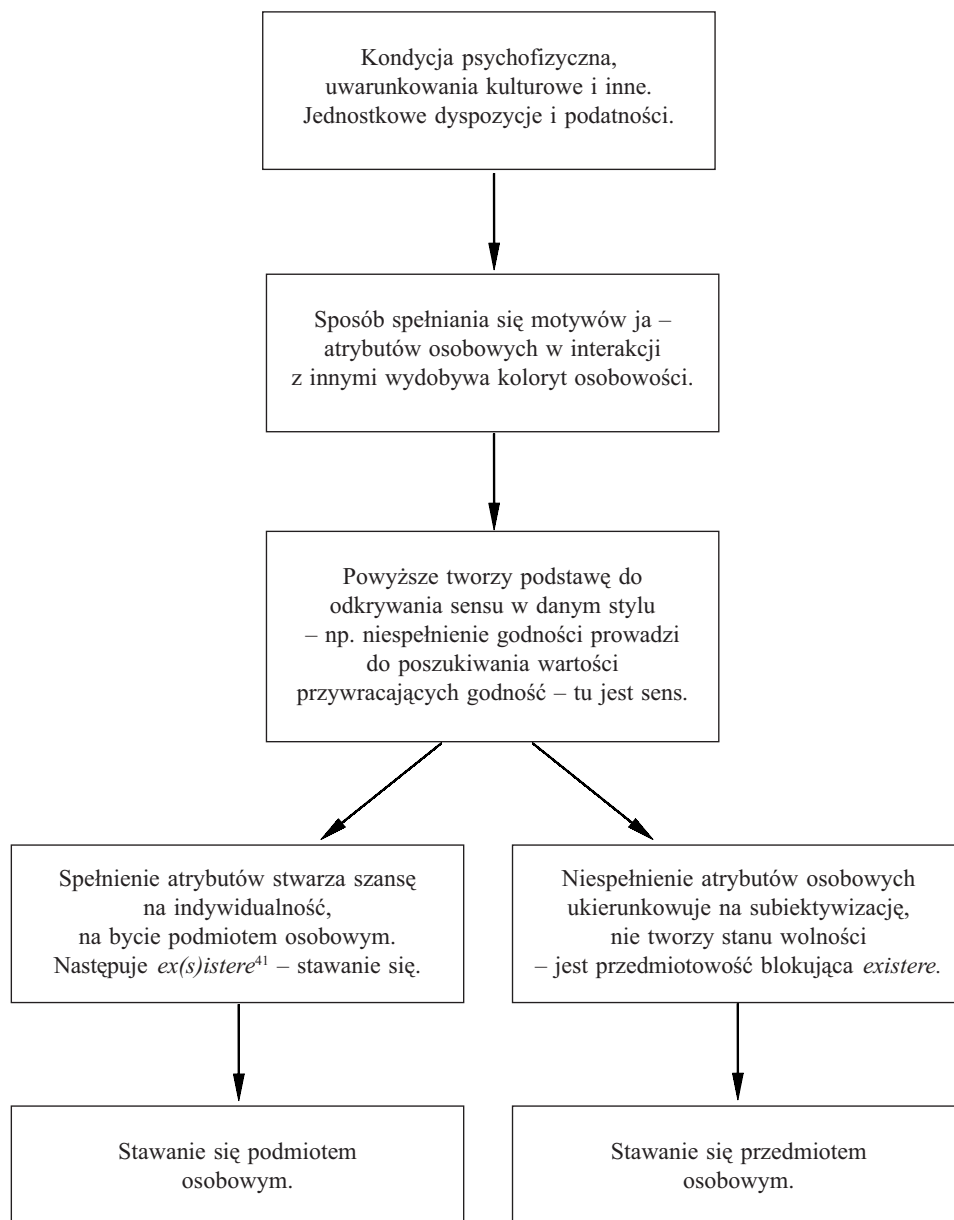 Kondycja psychofizyczna,
uwarunkowania kulturowe i inne.
Jednostkowe dyspozycje i podatności.
Sposób spełniania się motywów ja –
atrybutów osobowych w interakcji
z innymi wydobywa koloryt osobowości.
Powyższe tworzy podstawę do
odkrywania sensu w danym stylu
– np. niespełnienie godności prowadzi
do poszukiwania wartości
przywracających godność – tu jest sens.
Spełnienie atrybutów stwarza szansę
na indywidualność,
na bycie podmiotem osobowym.
Następuje ex(s)istere⁴¹ – stawanie się.
Niespełnienie atrybutów osobowych
ukierunkowuje na subiektywizację,
nie tworzy stanu wolności
– jest przedmiotowość blokująca existere.
Stawanie się podmiotem
osobowym.
Stawanie się przedmiotem
osobowym.